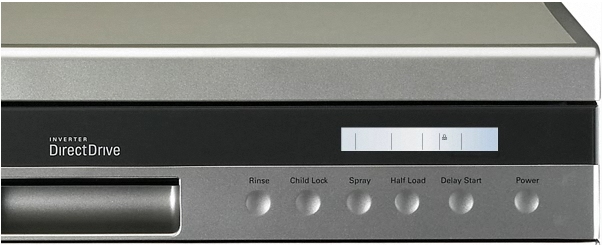 INVERTER
DirectDrive
Rinse Child Lock Spray Half Load Delay Start Power